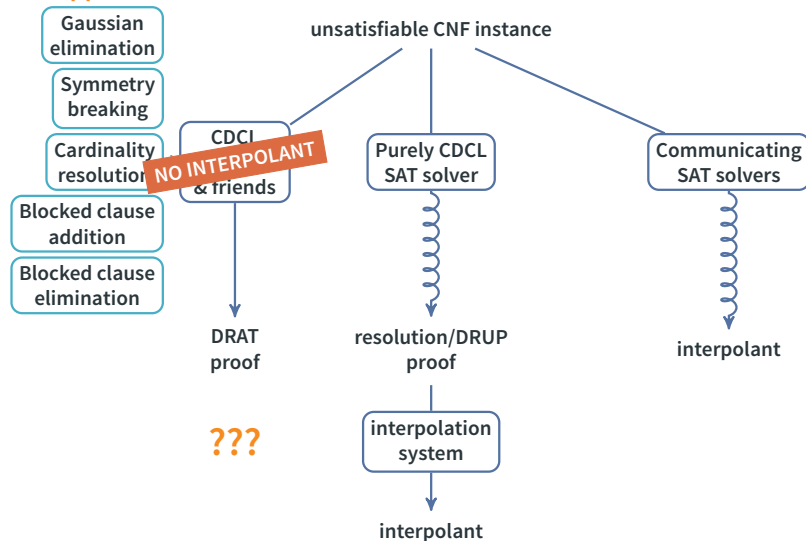 unsatisfiable CNF instance
Gaussian
elimination
Symmetry
breaking
Cardinality
resolution
Blocked clause
addition
Blocked clause
elimination
CDCL
NO INTERPOLANT
& friends
Purely CDCL
SAT solver
Communicating
SAT solvers
DRAT
proof
resolution/DRUP
proof
interpolant
???
interpolation
system
interpolant